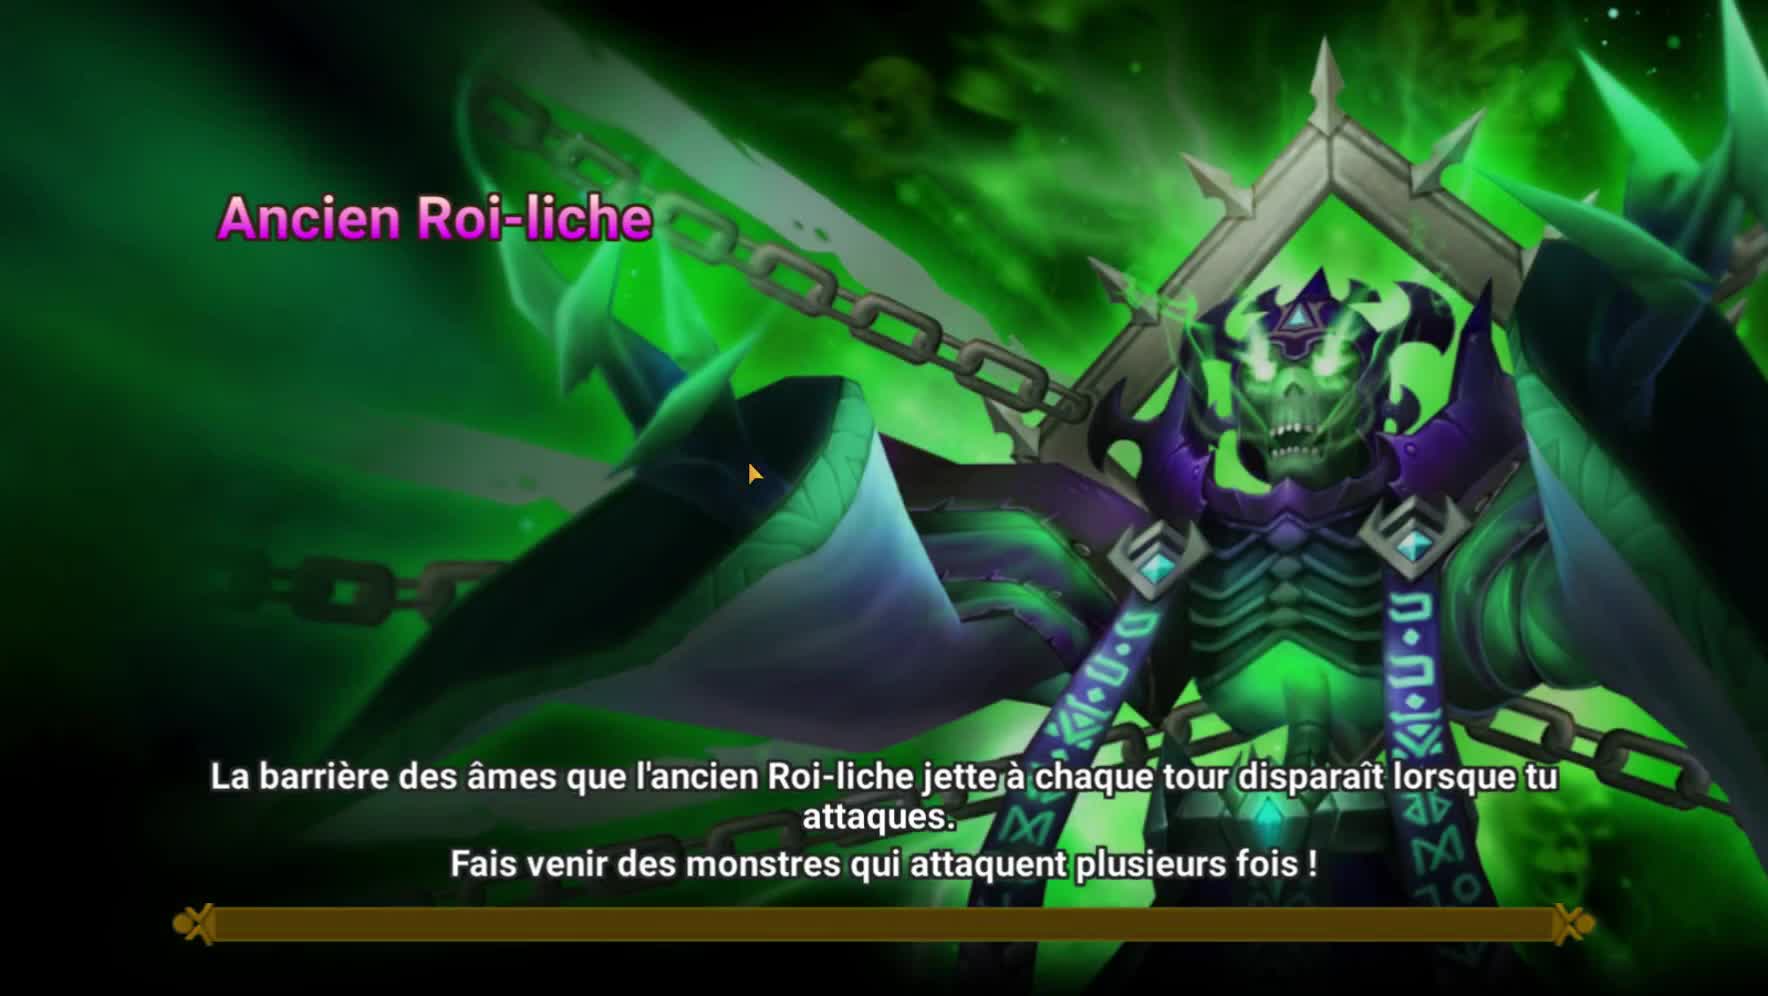 Ancien Roi-liche
La barrière des âmes que l'ancien Roi-liche jette à chaque tour disparaît lorsque tu
attaques.
Fais venir des monstres qui attaquent plusieurs fois !